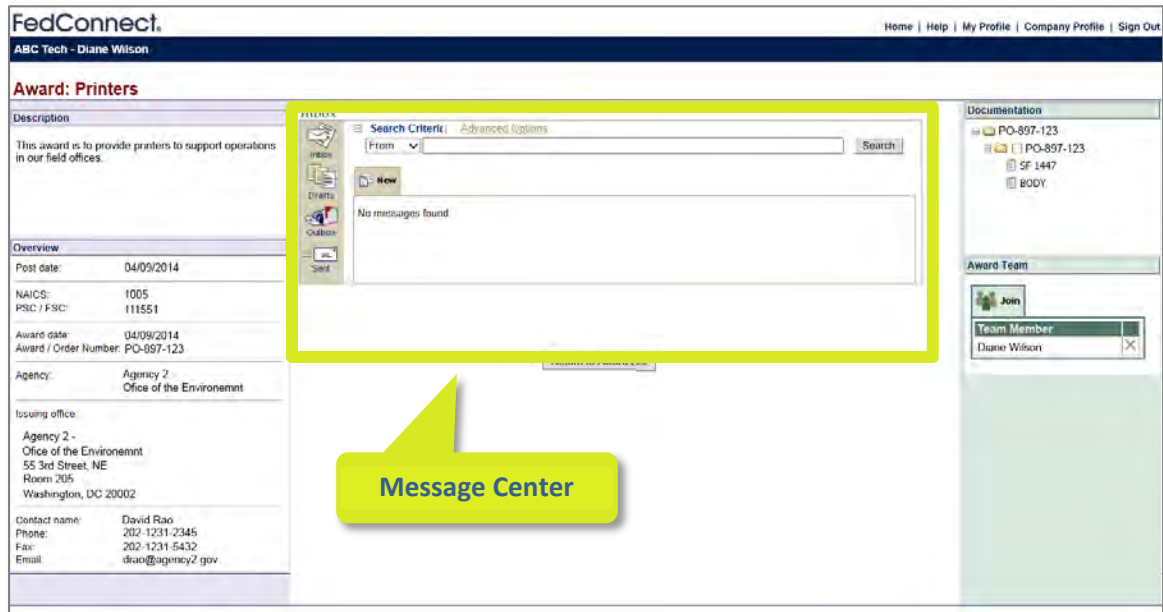 FedConnect.
Home | Help | My Profile | Company Profile | Sign Out
ABC Tech - Diane Wilson
Award: Printers
Description
This award is to provide printers to support operations
in our field offices.
Overview
Post date: 04/09/2014
NAICS: 1005
PSC / FSC: 111551
Award date: 04/09/2014
Award / Order Number: PO-897-123
Agency: Agency 2 -
Ofice of the Environemnt
Issuing office:
Agency 2 -
Ofice of the Environemnt
55 3rd Street, NE
Room 205
Washington, DC 20002
Contact name: David Rao
Phone: 202-1231-2345
Fax: 202-1231-5432
Email: drao@agency2.gov
Inbox
Search Criteria Advanced Options
From Search
Inbox
Drafts
Outbox
Sent
New
No messages found
Message Center
Documentation
PO-897-123
PO-897-123
SF 1447
BODY
Award Team
Join
Team Member
Diane Wilson